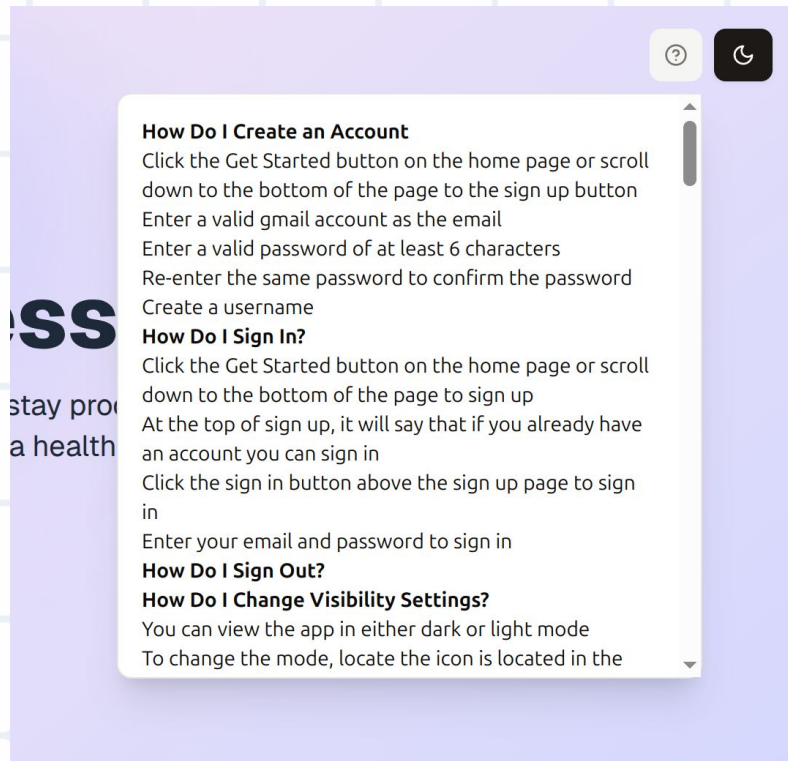 How Do I Create an Account
Click the Get Started button on the home page or scroll
down to the bottom of the page to the sign up button
Enter a valid gmail account as the email
Enter a valid password of at least 6 characters
Re-enter the same password to confirm the password
Create a username
How Do I Sign In?
Click the Get Started button on the home page or scroll
down to the bottom of the page to sign up
At the top of sign up, it will say that if you already have
an account you can sign in
Click the sign in button above the sign up page to sign
in
Enter your email and password to sign in
How Do I Sign Out?
How Do I Change Visibility Settings?
You can view the app in either dark or light mode
To change the mode, locate the icon is located in the
ess
stay pro
a health